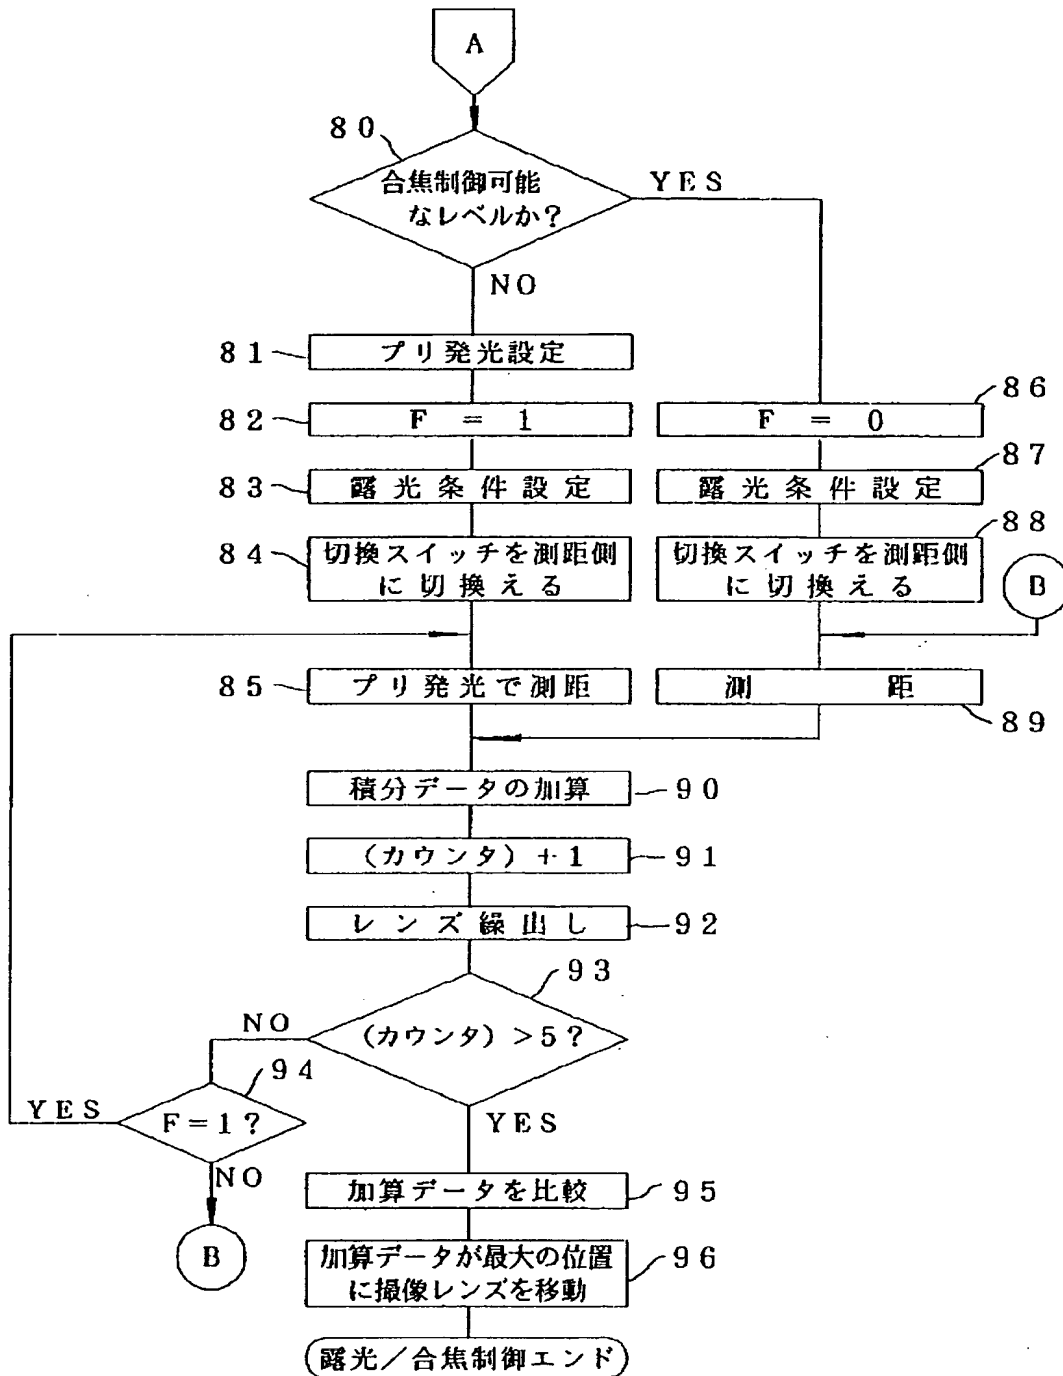 A
80
合焦制御可能
なレベルか?
YES
NO
81
プリ発光設定
82
F = 1
86
F = 0
83
露光条件設定
87
露光条件設定
84
切換スイッチを測距側
に切換える
88
切換スイッチを測距側
に切換える
B
85
プリ発光で測距
測距
89
積分データの加算
90
(カウンタ)+1
91
レンズ繰出し
92
93
(カウンタ)>5?
NO
94
YES
F=1?
YES
NO
B
加算データを比較
95
加算データが最大の位置
に撮像レンズを移動
96
露光/合焦制御エンド